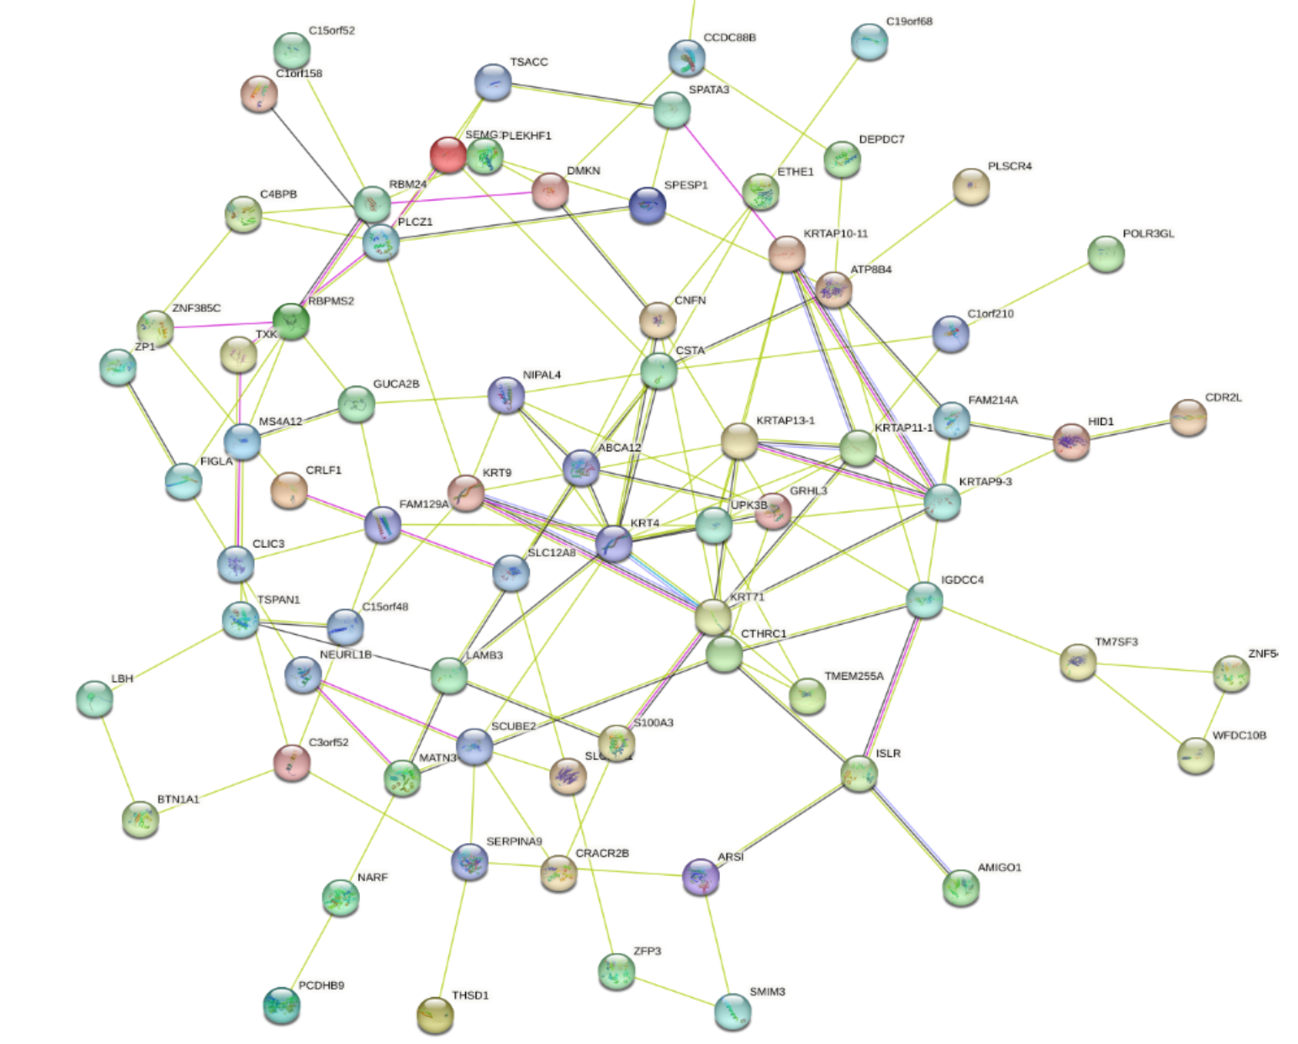 C15orf52
C19orf68
CCDC88B
TSACC
C1orf158
SPATA3
PLEKHF1
DEPDC7
PLSCR4
DMKN
ETHE1
RBM24
C4BPB
SPESP1
PLCZ1
KRTAP10-11
POLR3GL
ATP8B4
RBPMS2
CNFN
ZNF385C
C1orf210
TXK
ZP1
CSTA
NIPAL4
GUCA2B
CDR2L
FAM214A
HID1
MS4A12
KRTAP13-1
KRTAP11-1
ABCA12
FIGLA
CRLF1
KRT9
KRTAP9-3
GRHL3
FAM129A
UPK3B
KRT4
CLIC3
SLC12A8
IGDCC4
KRT71
TSPAN1
C15orf48
CTHRC1
TM7SF3
NEURL1B
LAMB3
ZNF5
LBH
TMEM255A
S100A3
SCUBE2
WFDC10B
C3orf52
MATN3
ISLR
BTN1A1
SERPINA9
CRACR2B
ARSI
AMIGO1
NARF
ZFP3
PCDHB9
THSD1
SMIM3